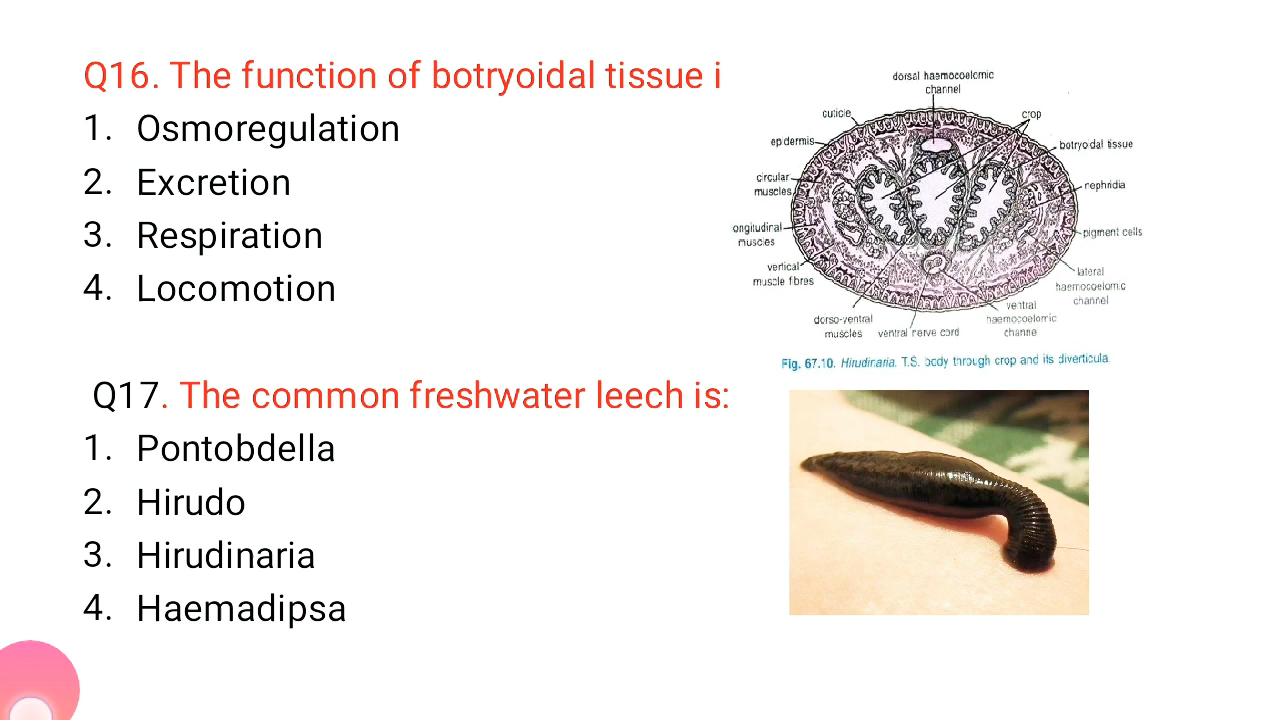 Q16. The function of botryoidal tissue i
1. Osmoregulation
2. Excretion
3. Respiration
4. Locomotion
Q17. The common freshwater leech is:
1. Pontobdella
2. Hirudo
3. Hirudinaria
4. Haemadipsa
dorsal haemocoelomic
channel
cuticle
crop
epidermis
botryoidal tissue
circular
muscles
nephridia
ongitudinal
muscles
pigment cells
vertical
muscle fibres
lateral
haemocoelomic
channel
dorso-ventral
muscles
ventral nerve cord
ventral
haemocoelomic
channe
Fig. 67.10. Hirudinaria. T.S. body through crop and its diverticula.